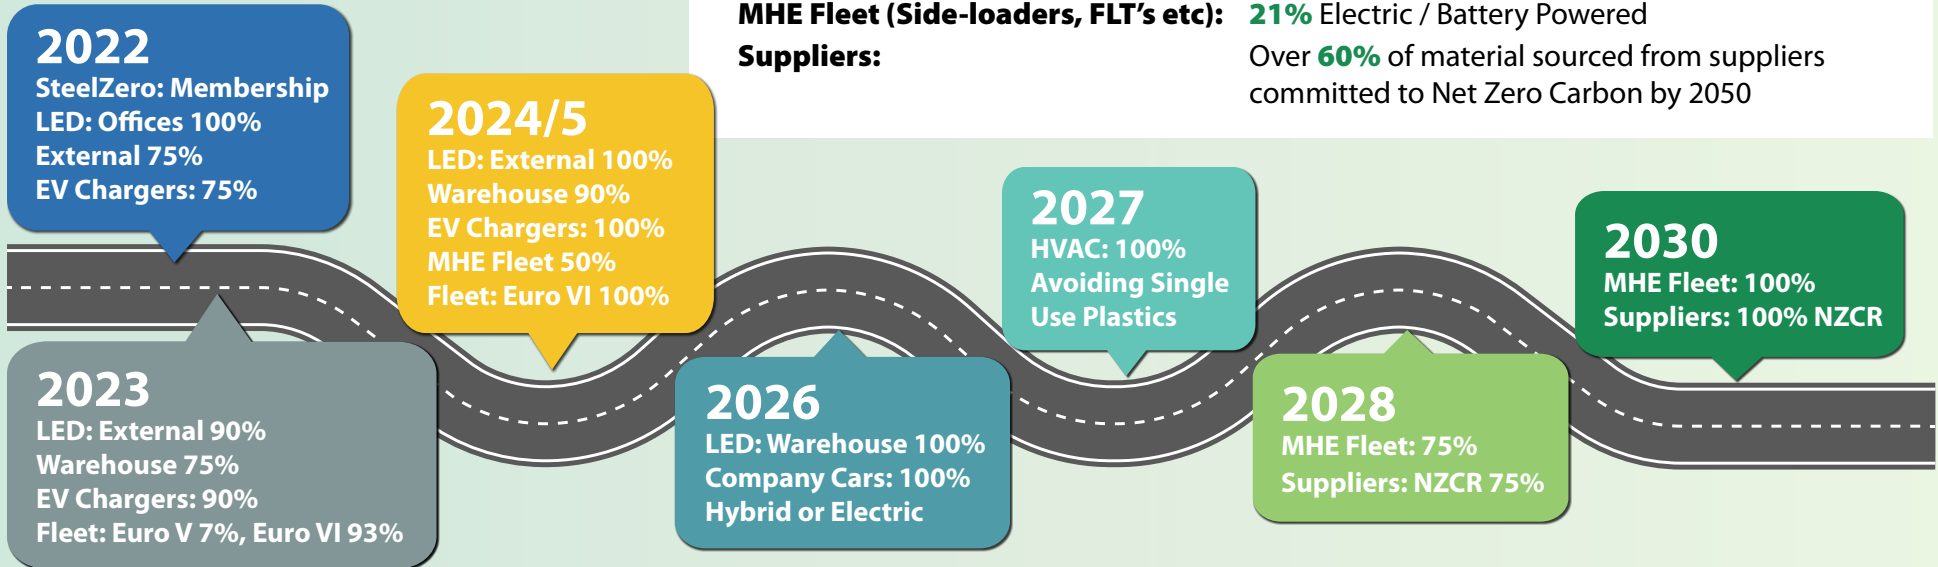 MHE Fleet (Side-loaders, FLT’s etc): 21% Electric / Battery Powered
Suppliers: Over 60% of material sourced from suppliers
committed to Net Zero Carbon by 2050
2022
SteelZero: Membership
LED: Offices 100%
External 75%
EV Chargers: 75%
2023
LED: External 90%
Warehouse 75%
EV Chargers: 90%
Fleet: Euro V 7%, Euro VI 93%
2024/5
LED: External 100%
Warehouse 90%
EV Chargers: 100%
MHE Fleet 50%
Fleet: Euro VI 100%
2026
LED: Warehouse 100%
Company Cars: 100%
Hybrid or Electric
2027
HVAC: 100%
Avoiding Single
Use Plastics
2028
MHE Fleet: 75%
Suppliers: NZCR 75%
2030
MHE Fleet: 100%
Suppliers: 100% NZCR